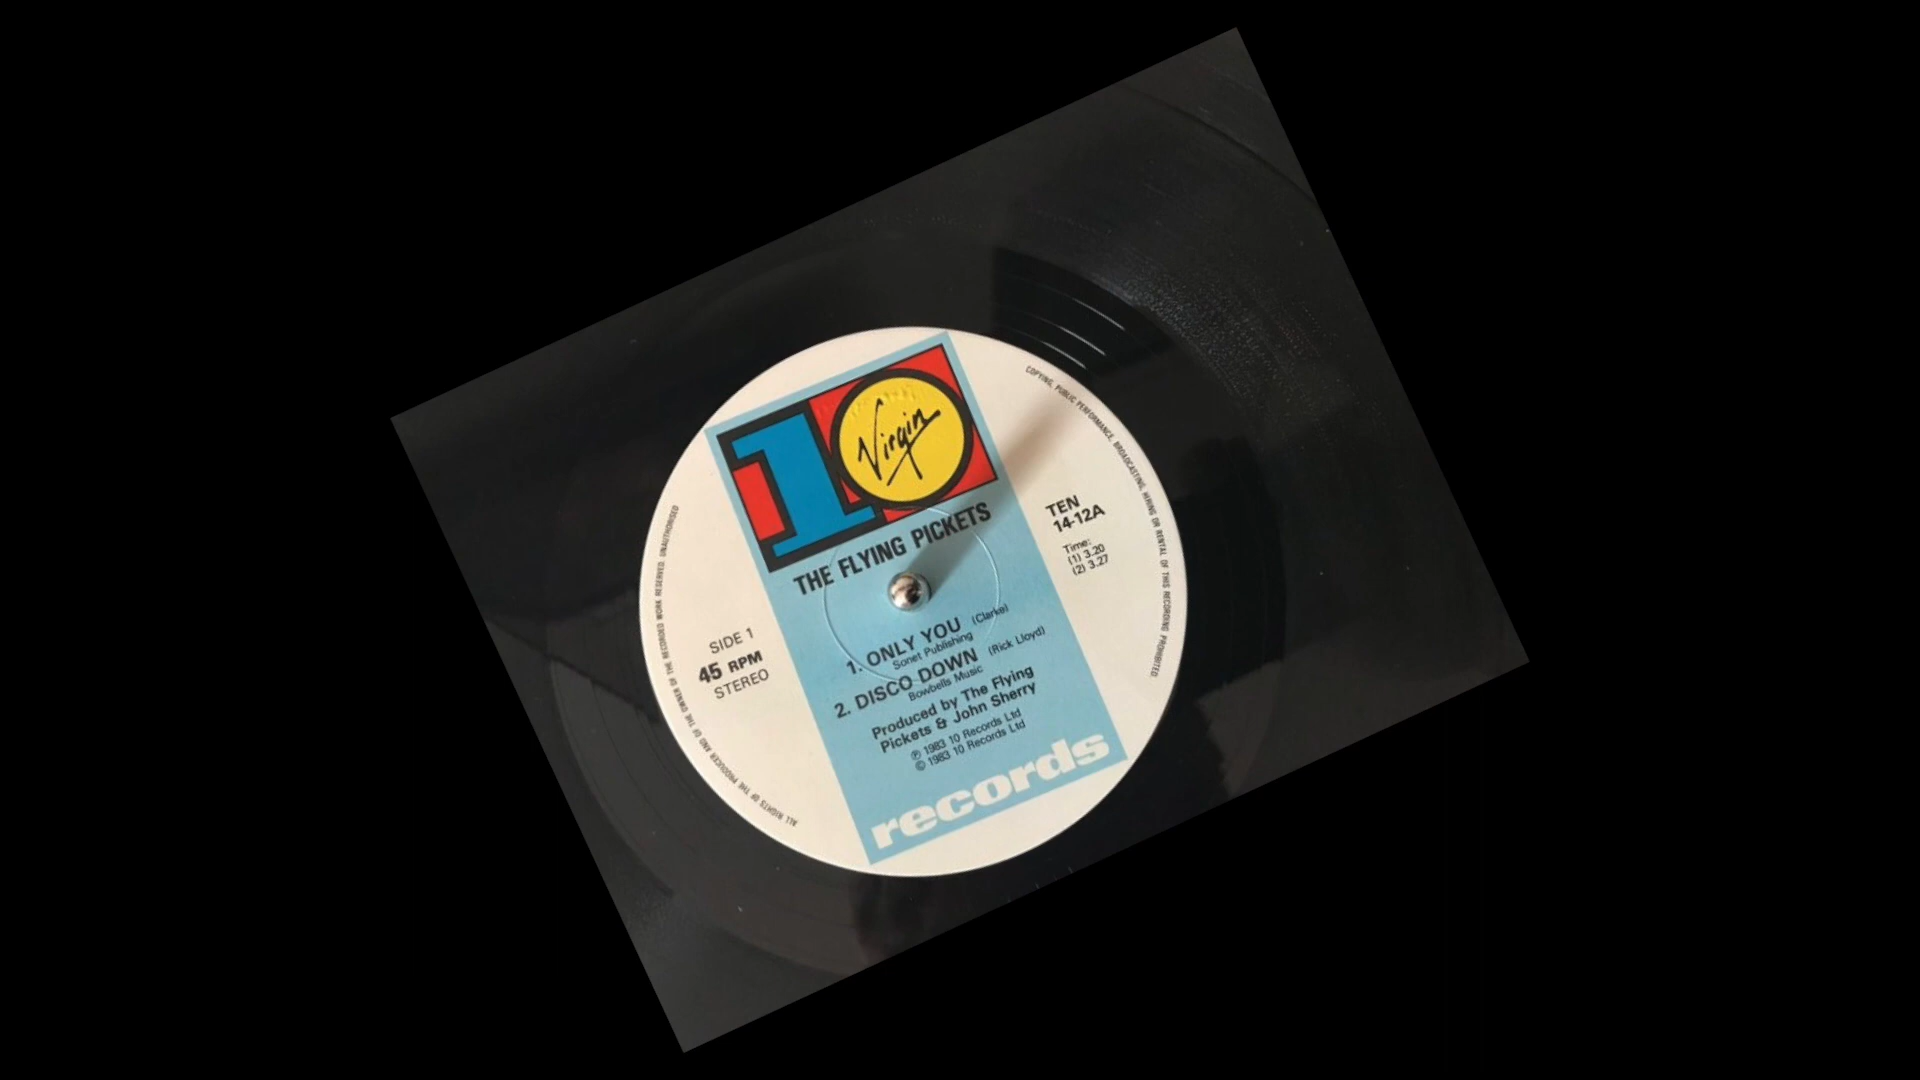 10
Virgin
THE FLYING PICKETS
TEN
14-12A
Time:
(1) 3.20
(2) 3.27
SIDE 1
45 RPM
STEREO
1. ONLY YOU (Clarke)
Sonet Publishing
2. DISCO DOWN (Rick Lloyd)
Bowbells Music
Produced by The Flying
Pickets & John Sherry
℗ 1983 10 Records Ltd
© 1983 10 Records Ltd
records
ALL RIGHTS OF THE PRODUCER AND OF THE OWNER OF THE RECORDED WORK RESERVED. UNAUTHORISED
COPYING, PUBLIC PERFORMANCE, BROADCASTING, HIRING OR RENTAL OF THIS RECORDING PROHIBITED.